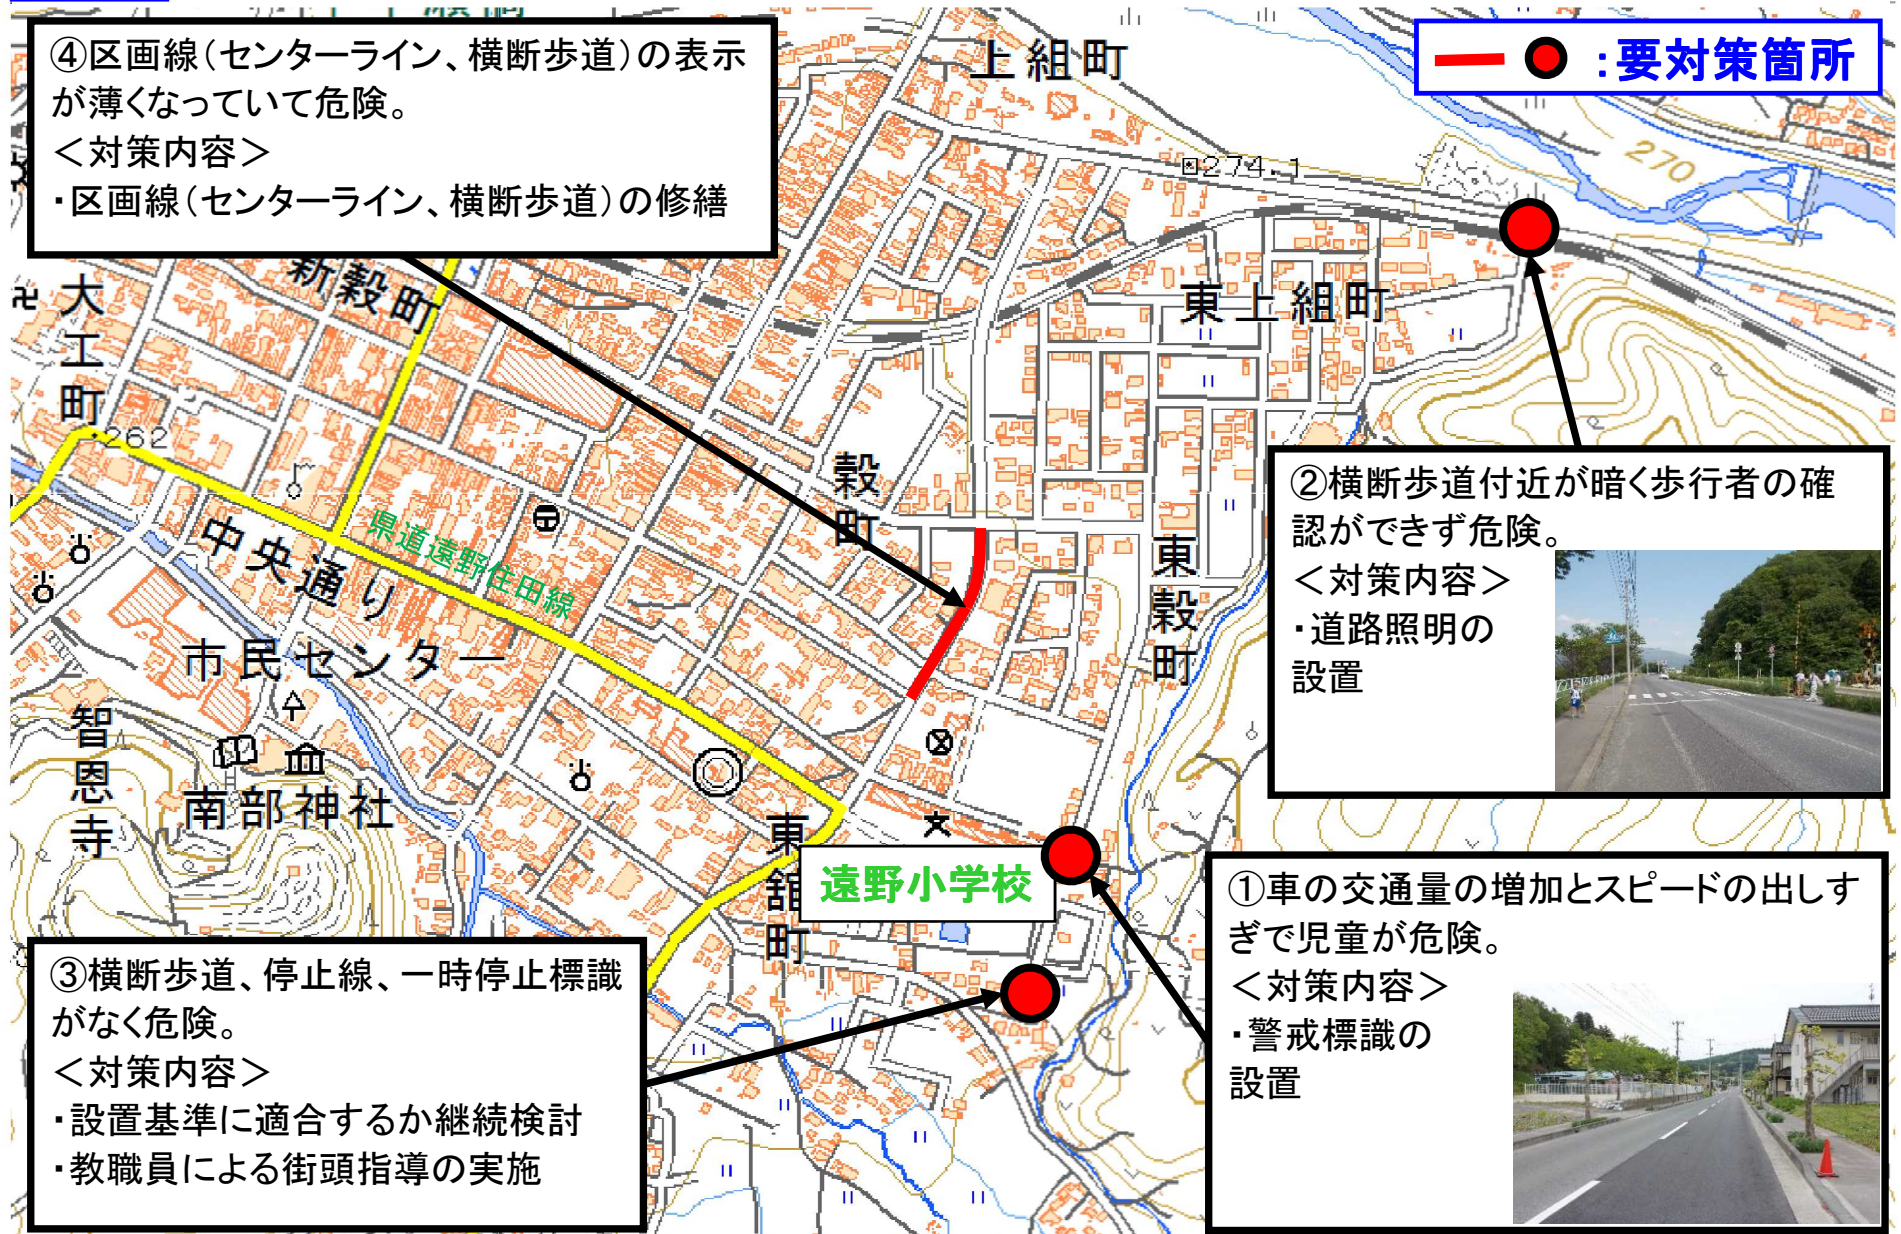 ④区画線(センターライン、横断歩道)の表示
が薄くなっていて危険。
<対策内容>
・区画線(センターライン、横断歩道)の修繕
:要対策箇所
上組町
274.1
270
新穀町
大工町
東上組町
262
穀町
中央通り
県道遠野住田線
東穀町
②横断歩道付近が暗く歩行者の確
認ができず危険。
<対策内容>
・道路照明の
設置
市民センター
智恩寺
南部神社
東舘町
遠野小学校
①車の交通量の増加とスピードの出しす
ぎで児童が危険。
<対策内容>
・警戒標識の
設置
③横断歩道、停止線、一時停止標識
がなく危険。
<対策内容>
・設置基準に適合するか継続検討
・教職員による街頭指導の実施